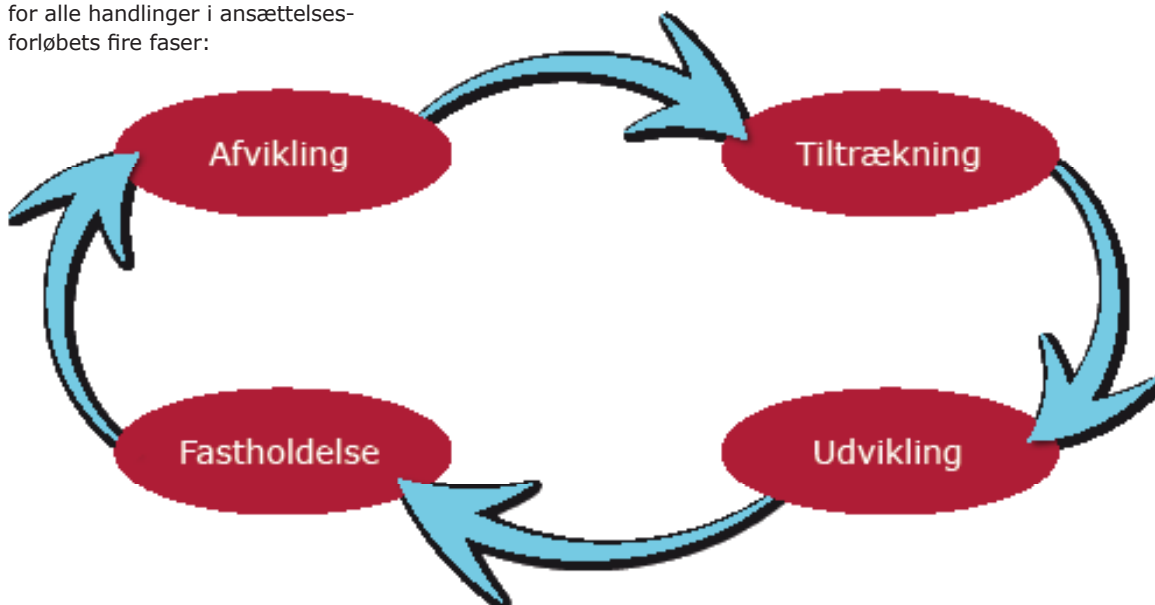 for alle handlinger i ansættelses-
forløbets fire faser:
Afvikling
Tiltrækning
Fastholdelse
Udvikling